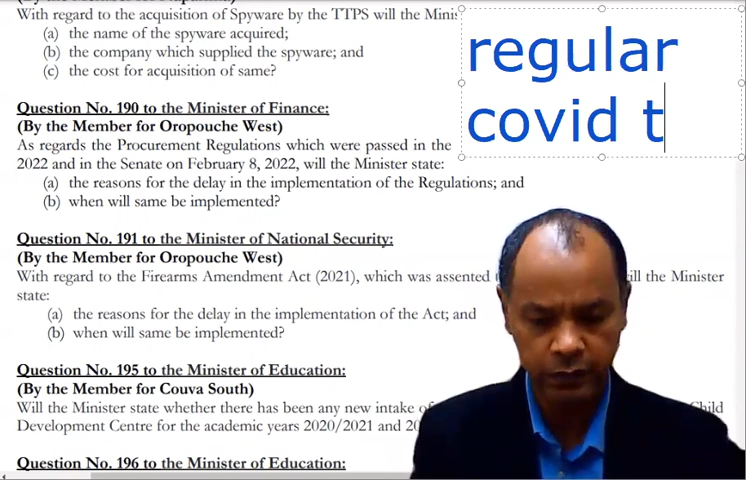 With regard to the acquisition of Spyware by the TTPS will the Minis
(a) the name of the spyware acquired;
(b) the company which supplied the spyware; and
(c) the cost for acquisition of same?
regular
covid t
Question No. 190 to the Minister of Finance:
(By the Member for Oropouche West)
As regards the Procurement Regulations which were passed in the
2022 and in the Senate on February 8, 2022, will the Minister state:
(a) the reasons for the delay in the implementation of the Regulations; and
(b) when will same be implemented?
Question No. 191 to the Minister of National Security:
(By the Member for Oropouche West)
With regard to the Firearms Amendment Act (2021), which was assented ill the Minister
state:
(a) the reasons for the delay in the implementation of the Act; and
(b) when will same be implemented?
Question No. 195 to the Minister of Education:
(By the Member for Couva South)
Will the Minister state whether there has been any new intake of Child
Development Centre for the academic years 2020/2021 and 20
Question No. 196 to the Minister of Education: